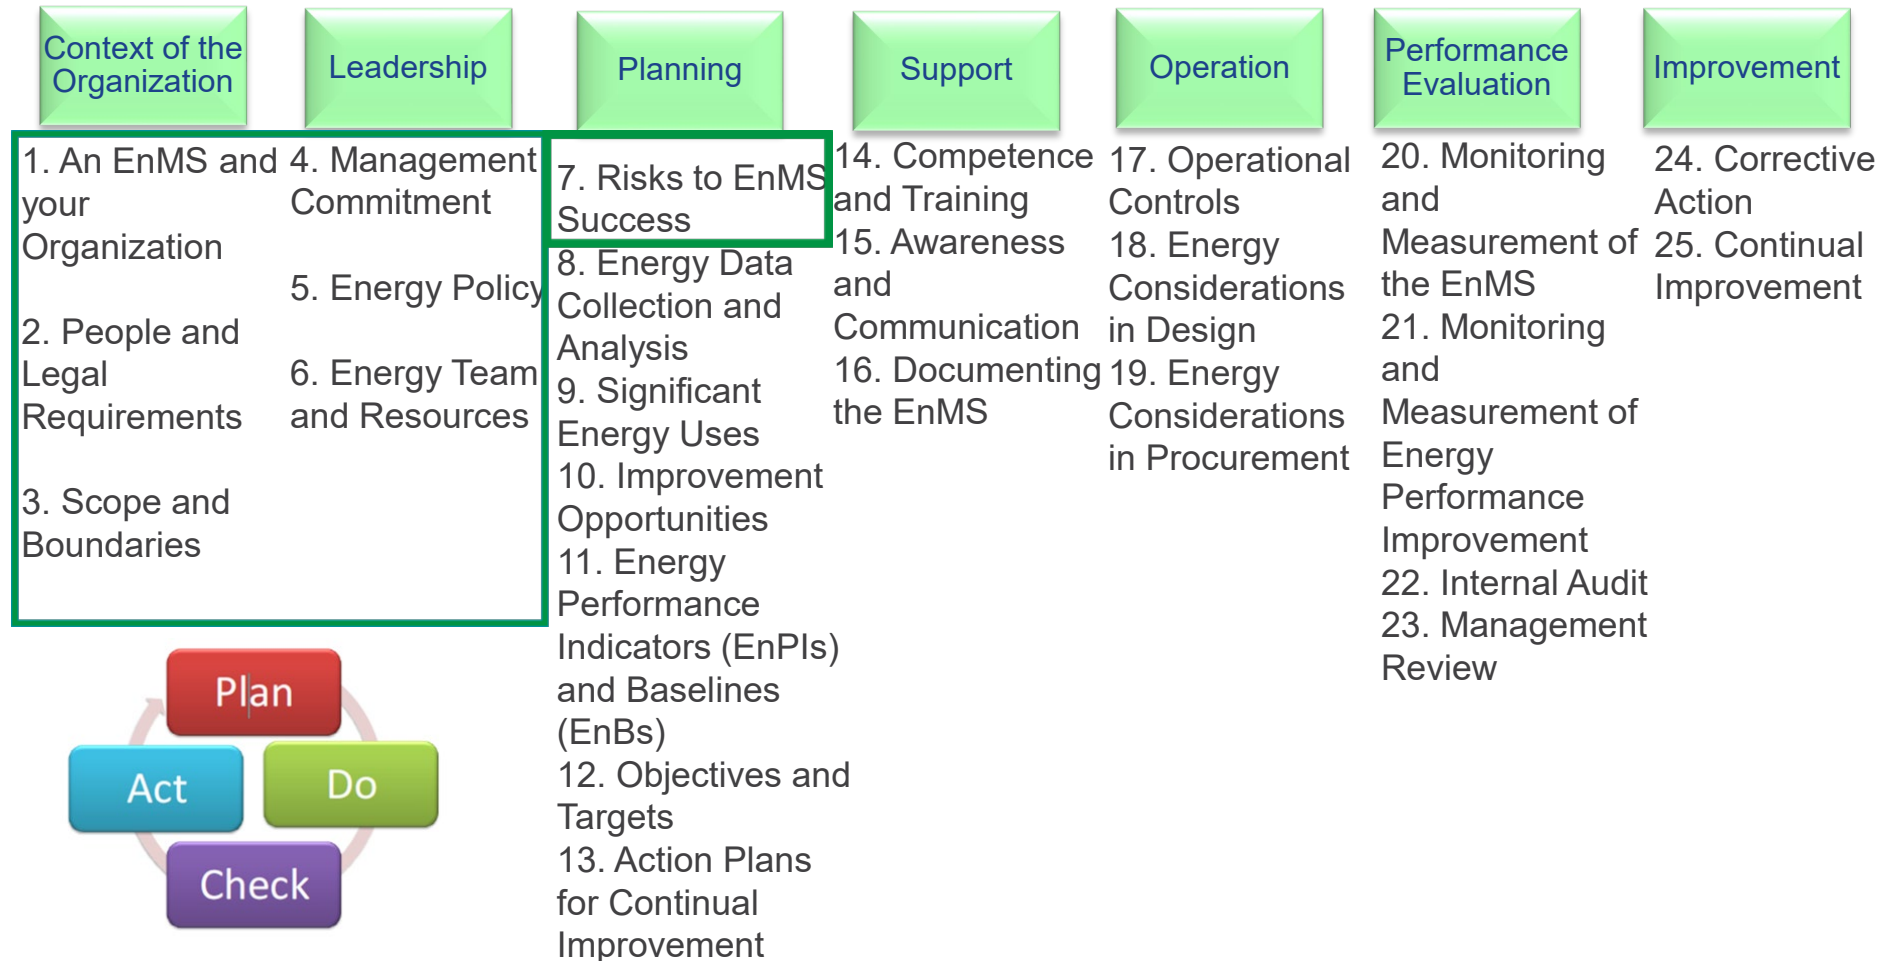 Context of the
Organization
Leadership
Planning
Support
Operation
Performance
Evaluation
Improvement
1. An EnMS and
your
Organization
2. People and
Legal
Requirements
3. Scope and
Boundaries
4. Management
Commitment
5. Energy Policy
6. Energy Team
and Resources
7. Risks to EnMS
Success
8. Energy Data
Collection and
Analysis
9. Significant
Energy Uses
10. Improvement
Opportunities
11. Energy
Performance
Indicators (EnPIs)
and Baselines
(EnBs)
12. Objectives and
Targets
13. Action Plans
for Continual
Improvement
14. Competence
and Training
15. Awareness
and
Communication
16. Documenting
the EnMS
17. Operational
Controls
18. Energy
Considerations
in Design
19. Energy
Considerations
in Procurement
20. Monitoring
and
Measurement of
the EnMS
21. Monitoring
and
Measurement of
Energy
Performance
Improvement
22. Internal Audit
23. Management
Review
24. Corrective
Action
25. Continual
Improvement
Plan
Do
Check
Act